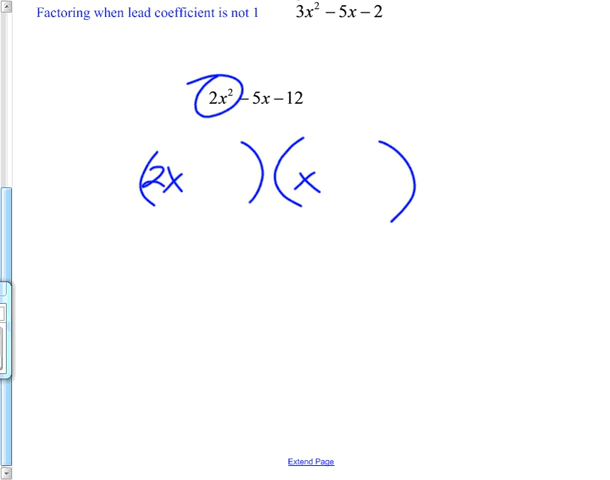 Factoring when lead coefficient is not 1 3x² − 5x − 2
2x² − 5x − 12
(2x )(x )
Extend Page